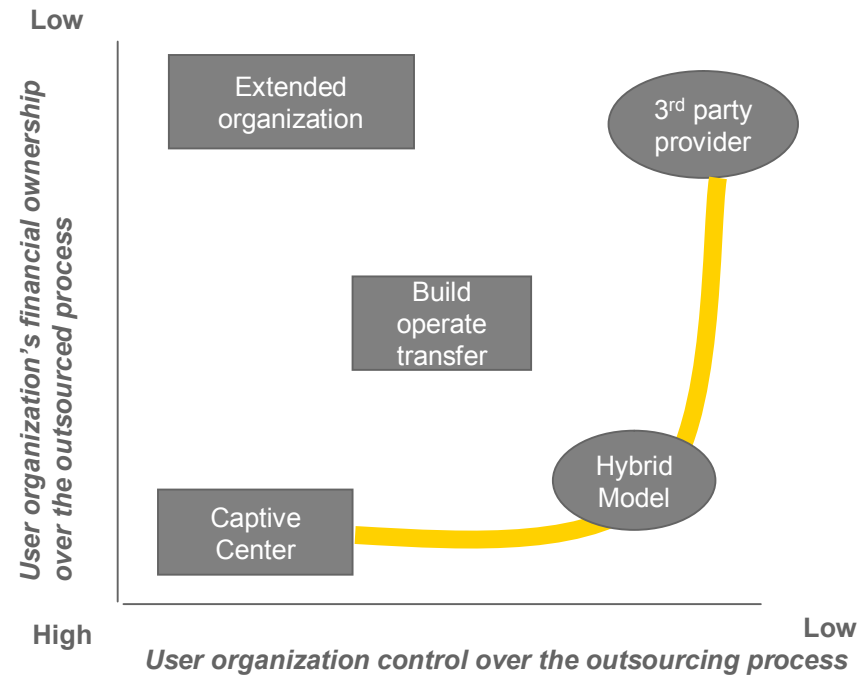 Low
User organization's financial ownership
over the outsourced process
Extended
organization
3rd party
provider
Build
operate
transfer
Hybrid
Model
Captive
Center
High
Low
User organization control over the outsourcing process